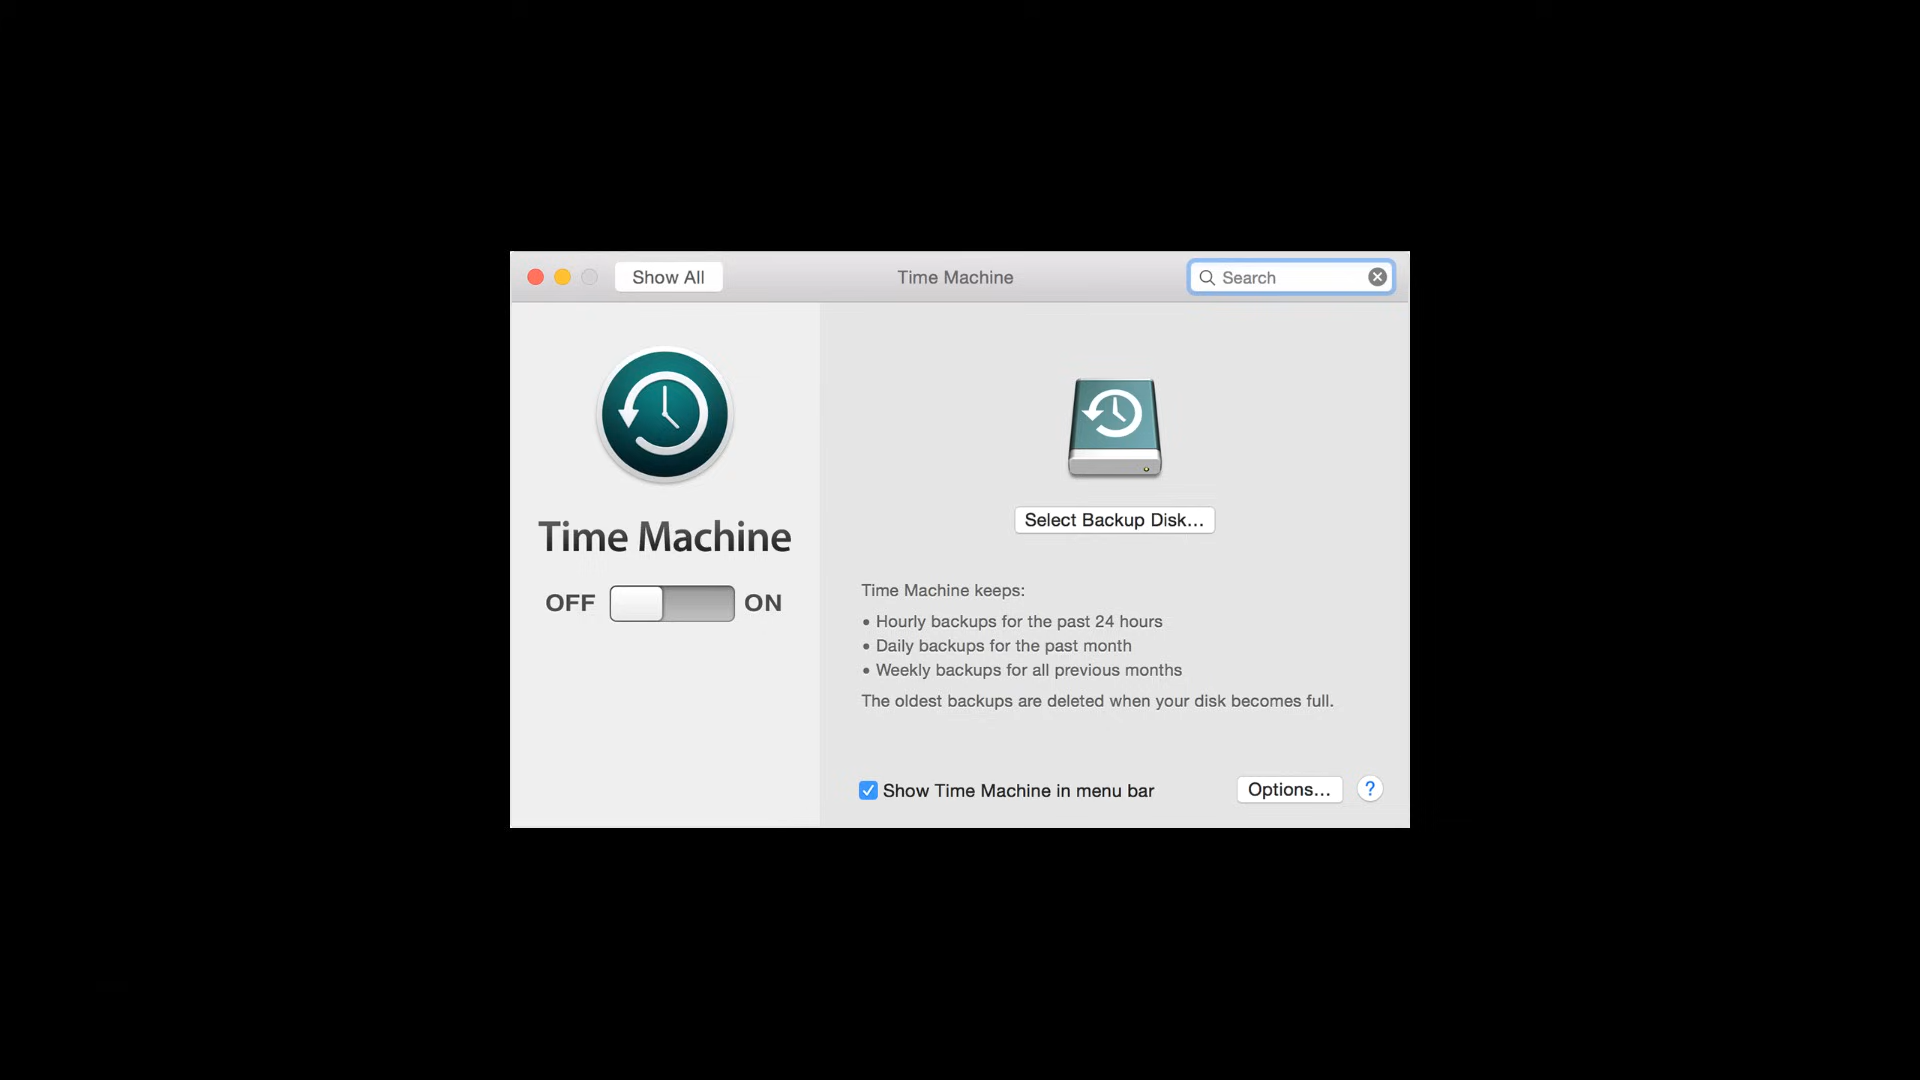 Show All
Time Machine
Search
Time Machine
OFF
ON
Select Backup Disk...
Time Machine keeps:
• Hourly backups for the past 24 hours
• Daily backups for the past month
• Weekly backups for all previous months
The oldest backups are deleted when your disk becomes full.
Show Time Machine in menu bar
Options...
?